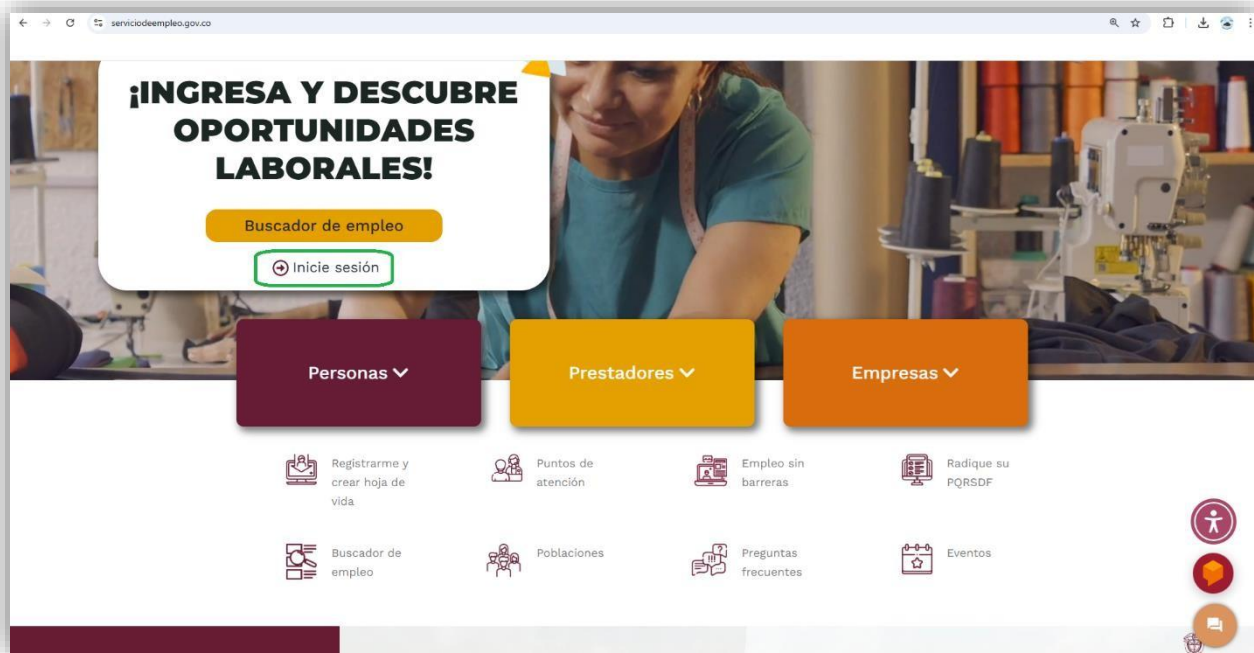 serviciodeempleo.gov.co
¡INGRESA Y DESCUBRE
OPORTUNIDADES
LABORALES!
Buscador de empleo
Inicie sesión
Personas
Prestadores
Empresas
Registrarme y
crear hoja de
vida
Puntos de
atención
Empleo sin
barreras
Radique su
PQRSDF
Buscador de
empleo
Poblaciones
Preguntas
frecuentes
Eventos